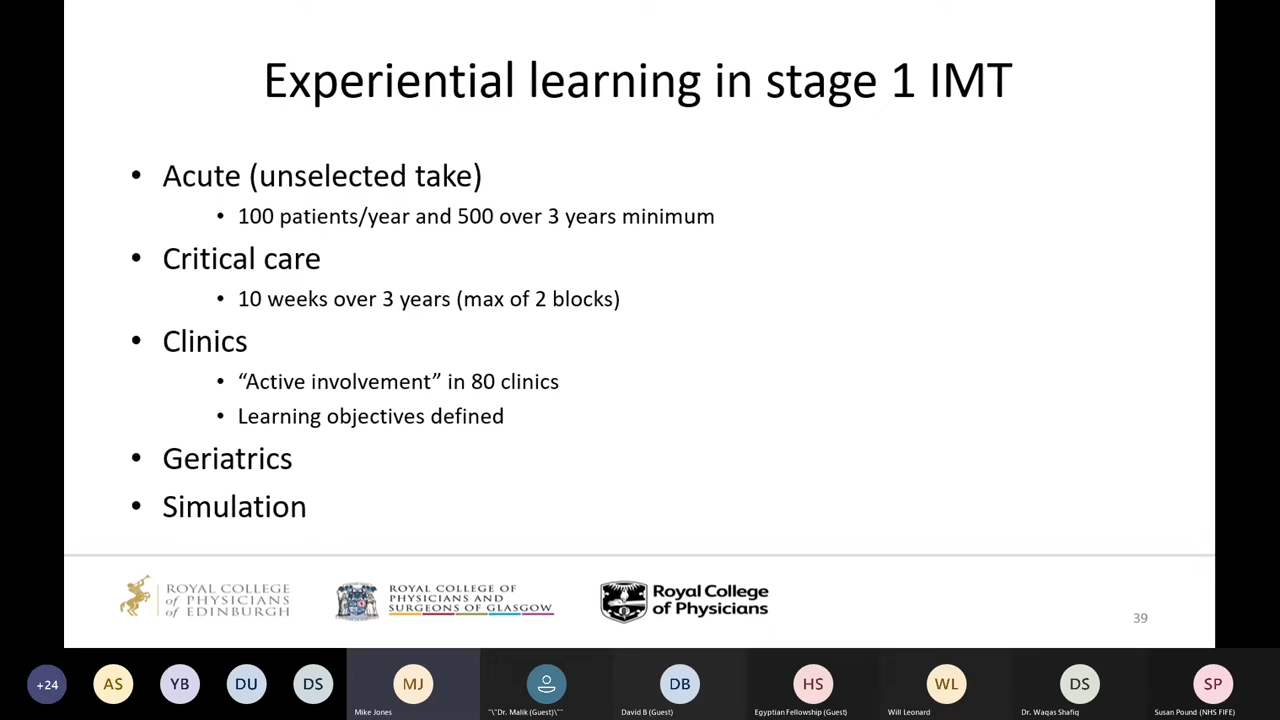 Experiential learning in stage 1 IMT
• Acute (unselected take)
• 100 patients/year and 500 over 3 years minimum
• Critical care
• 10 weeks over 3 years (max of 2 blocks)
• Clinics
• “Active involvement” in 80 clinics
• Learning objectives defined
• Geriatrics
• Simulation
ROYAL COLLEGE
of PHYSICIANS
of EDINBURGH
ROYAL COLLEGE OF
PHYSICIANS AND
SURGEONS OF GLASGOW
Royal College
of Physicians
39
+24
AS
YB
DU
DS
MJ
DB
HS
WL
DS
SP
Mike Jones
"\"Dr. Malik (Guest)\""
David B (Guest)
Egyptian Fellowship (Guest)
Will Leonard
Dr. Waqas Shafiq
Susan Pound (NHS FIFE)